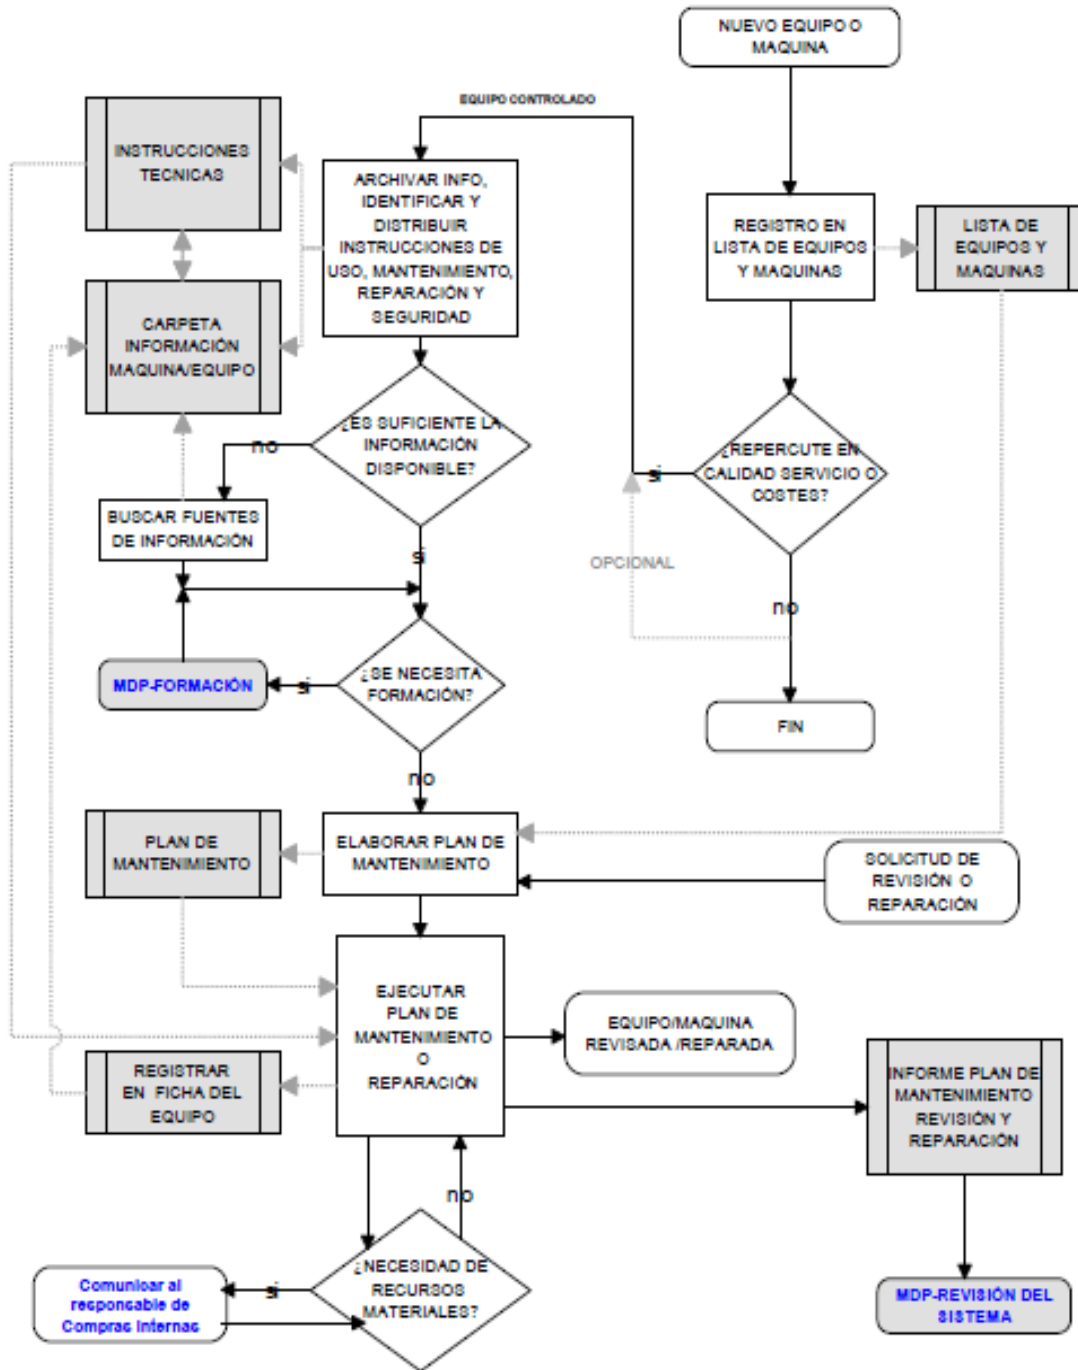 NUEVO EQUIPO O
MAQUINA
EQUIPO CONTROLADO
INSTRUCCIONES
TECNICAS
ARCHIVAR INFO,
IDENTIFICAR Y
DISTRIBUIR
INSTRUCCIONES DE
USO, MANTENIMIENTO,
REPARACIÓN Y
SEGURIDAD
REGISTRO EN
LISTA DE EQUIPOS
Y MAQUINAS
LISTA DE
EQUIPOS Y
MAQUINAS
CARPETA
INFORMACIÓN
MAQUINA/EQUIPO
¿ES SUFICIENTE LA
INFORMACIÓN
DISPONIBLE?
no
¿REPERCUTE EN
CALIDAD SERVICIO O
COSTES?
si
BUSCAR FUENTES
DE INFORMACIÓN
si
OPCIONAL
no
MDP-FORMACIÓN
si
¿SE NECESITA
FORMACIÓN?
FIN
no
PLAN DE
MANTENIMIENTO
ELABORAR PLAN DE
MANTENIMIENTO
SOLICITUD DE
REVISIÓN O
REPARACIÓN
EJECUTAR
PLAN DE
MANTENIMIENTO
O
REPARACIÓN
EQUIPO/MAQUINA
REVISADA /REPARADA
REGISTRAR
EN FICHA DEL
EQUIPO
INFORME PLAN DE
MANTENIMIENTO
REVISIÓN Y
REPARACIÓN
no
¿NECESIDAD DE
RECURSOS
MATERIALES?
si
Comunicar al
responsable de
Compras Internas
MDP-REVISIÓN DEL
SISTEMA